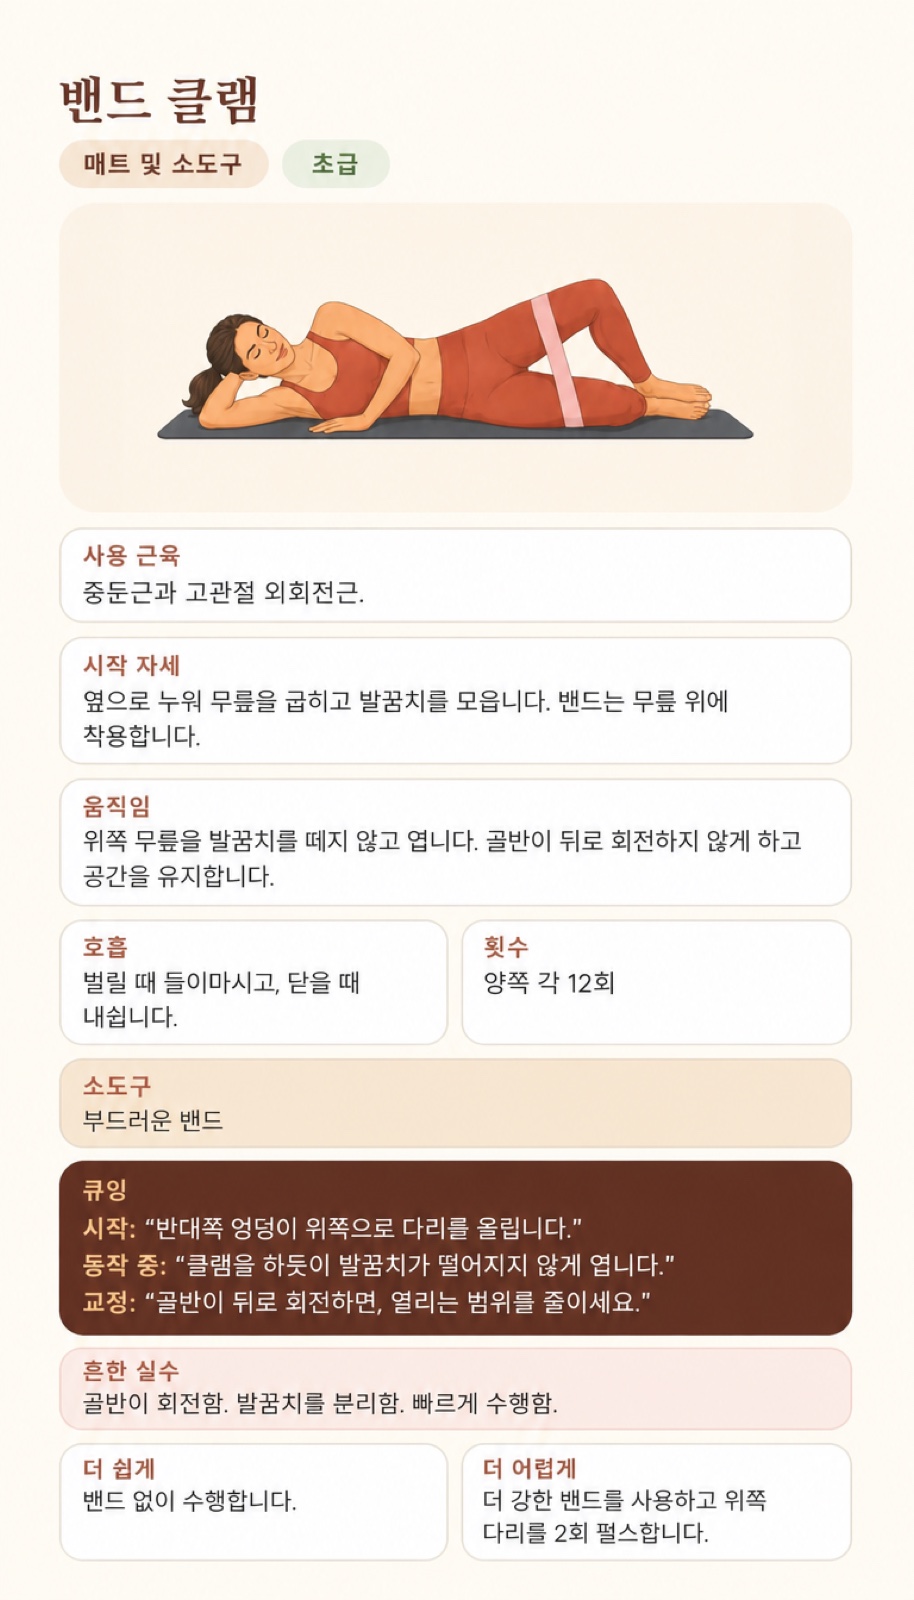 밴드 클램
매트 및 소도구
초급
사용 근육
중둔근과 고관절 외회전근.
시작 자세
옆으로 누워 무릎을 굽히고 발꿈치를 모읍니다. 밴드는 무릎 위에
착용합니다.
움직임
위쪽 무릎을 발꿈치를 떼지 않고 엽니다. 골반이 뒤로 회전하지 않게 하고
공간을 유지합니다.
호흡
벌릴 때 들이마시고, 닫을 때
내쉽니다.
횟수
양쪽 각 12회
소도구
부드러운 밴드
큐잉
시작: “반대쪽 엉덩이 위쪽으로 다리를 올립니다.”
동작 중: “클램을 하듯이 발꿈치가 떨어지지 않게 엽니다.”
교정: “골반이 뒤로 회전하면, 열리는 범위를 줄이세요.”
흔한 실수
골반이 회전함. 발꿈치를 분리함. 빠르게 수행함.
더 쉽게
밴드 없이 수행합니다.
더 어렵게
더 강한 밴드를 사용하고 위쪽
다리를 2회 펄스합니다.